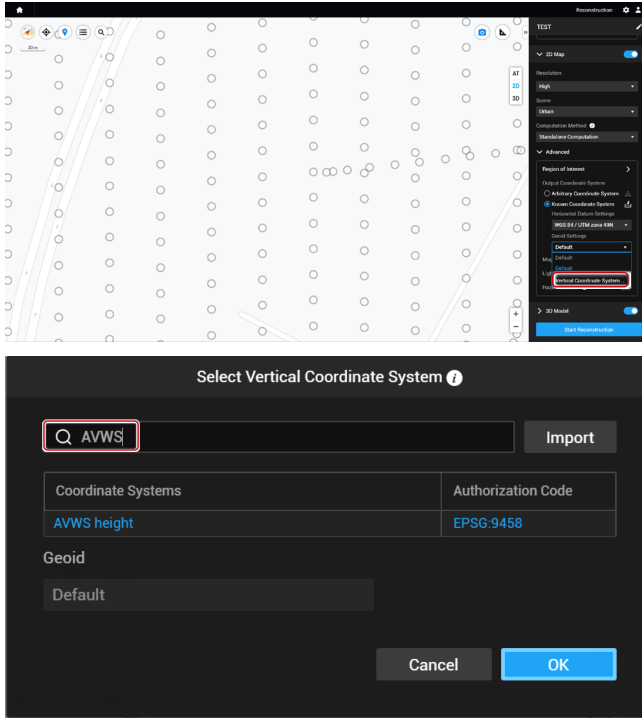 Reconstruction
TEST
30 m
2D Map
AT
2D
3D
Resolution
High
Scene
Urban
Computation Method
Standalone Computation
Advanced
Region of Interest
Output Coordinate System
Arbitrary Coordinate System
Known Coordinate System
Horizontal Datum Settings
WGS 84 / UTM zone 49N
Geoid Settings
Default
Default
Default
Vertical Coordinate System ...
3D Model
Start Reconstruction
Select Vertical Coordinate System
AVWS
Import
Coordinate Systems
Authorization Code
AVWS height
EPSG:9458
Geoid
Default
Cancel
OK